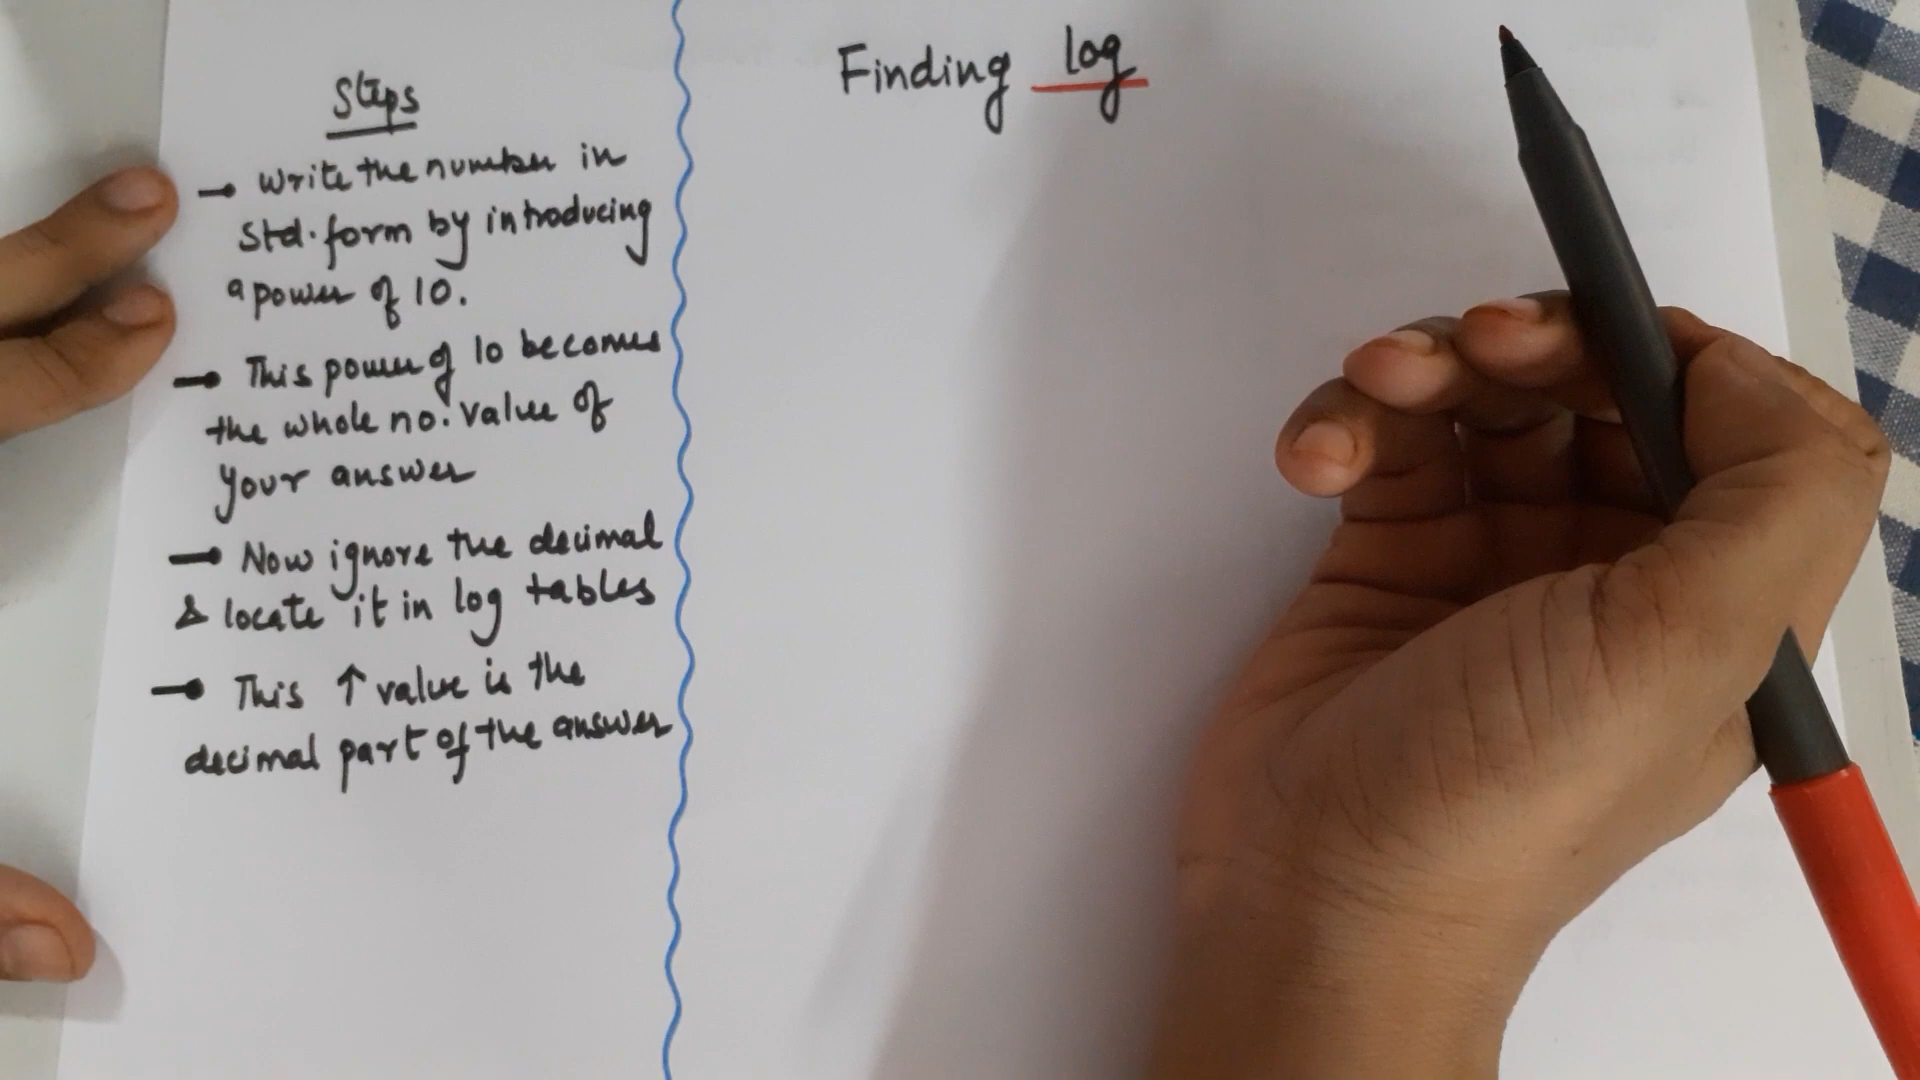 Steps
→ Write the number in
Std. form by introducing
a power of 10.
→ This power of 10 becomes
the whole no. value of
your answer
→ Now ignore the decimal
& locate it in log tables
→ This ↑ value is the
decimal part of the answer
Finding log